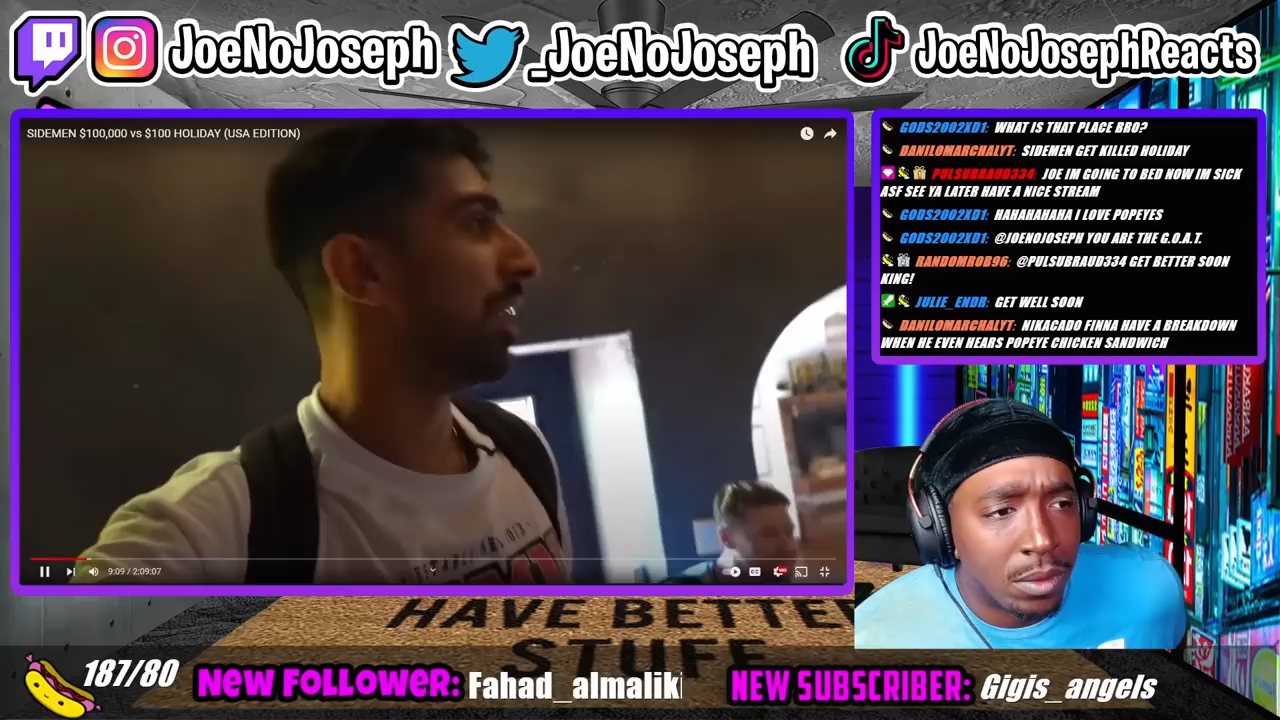 JoeNoJoseph
_JoeNoJoseph
JoeNoJosephReacts
SIDEMEN $100,000 vs $100 HOLIDAY (USA EDITION)
GODS2002XD1: WHAT IS THAT PLACE BRO?
DANILOMARCHALYT: SIDEMEN GET KILLED HOLIDAY
PULSUBRAUD334: JOE IM GOING TO BED NOW IM SICK
ASF SEE YA LATER HAVE A NICE STREAM
GODS2002XD1: HAHAHAHAHA I LOVE POPEYES
GODS2002XD1: @JOENOJOSEPH YOU ARE THE G.O.A.T.
RANDOMROB96: @PULSUBRAUD334 GET BETTER SOON
KING!
JULIE_ENDR: GET WELL SOON
DANILOMARCHALYT: NIKACADO FINNA HAVE A BREAKDOWN
WHEN HE EVEN HEARS POPEYE CHICKEN SANDWICH
9:09 / 2:09:07
CC
HAVE BETTER
STUFF
187/80
NEW FOLLOWER: Fahad_almaliki
NEW SUBSCRIBER: Gigis_angels